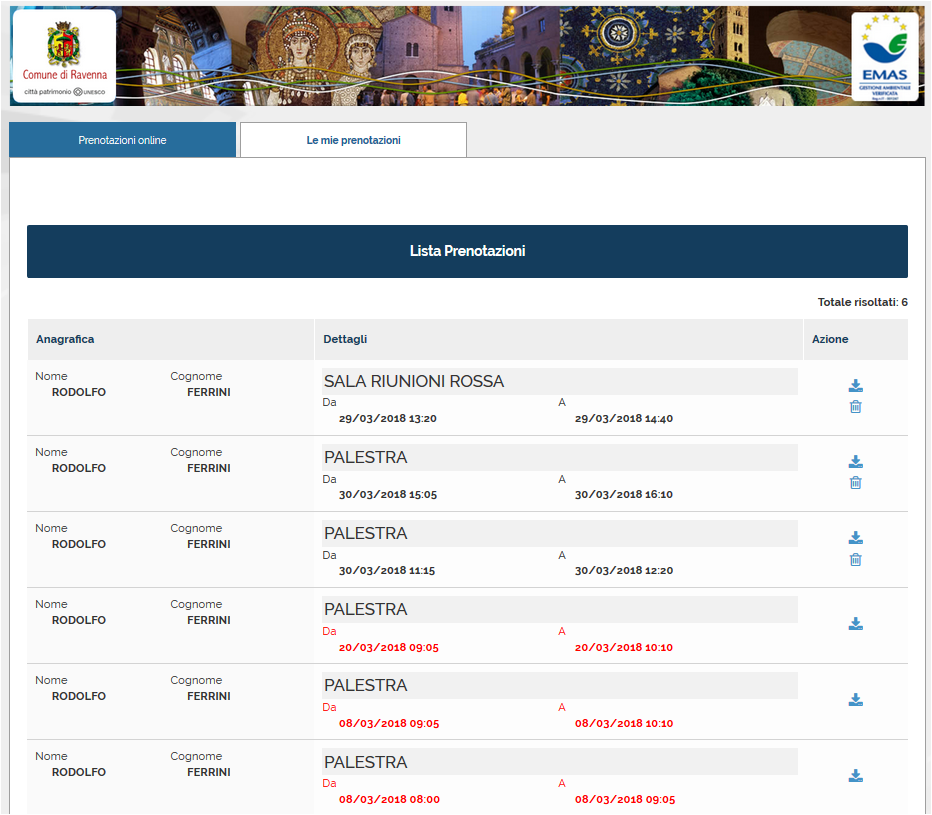 Comune di Ravenna
città patrimonio UNESCO
EMAS
GESTIONE AMBIENTALE
VERIFICATA
Prenotazioni online
Le mie prenotazioni
Lista Prenotazioni
Totale risoltati: 6
Anagrafica Dettagli Azione
Nome Cognome SALA RIUNIONI ROSSA
RODOLFO FERRINI
Da A
29/03/2018 13:20 29/03/2018 14:40
Nome Cognome PALESTRA
RODOLFO FERRINI
Da A
30/03/2018 15:05 30/03/2018 16:10
Nome Cognome PALESTRA
RODOLFO FERRINI
Da A
30/03/2018 11:15 30/03/2018 12:20
Nome Cognome PALESTRA
RODOLFO FERRINI
Da A
20/03/2018 09:05 20/03/2018 10:10
Nome Cognome PALESTRA
RODOLFO FERRINI
Da A
08/03/2018 09:05 08/03/2018 10:10
Nome Cognome PALESTRA
RODOLFO FERRINI
Da A
08/03/2018 08:00 08/03/2018 09:05